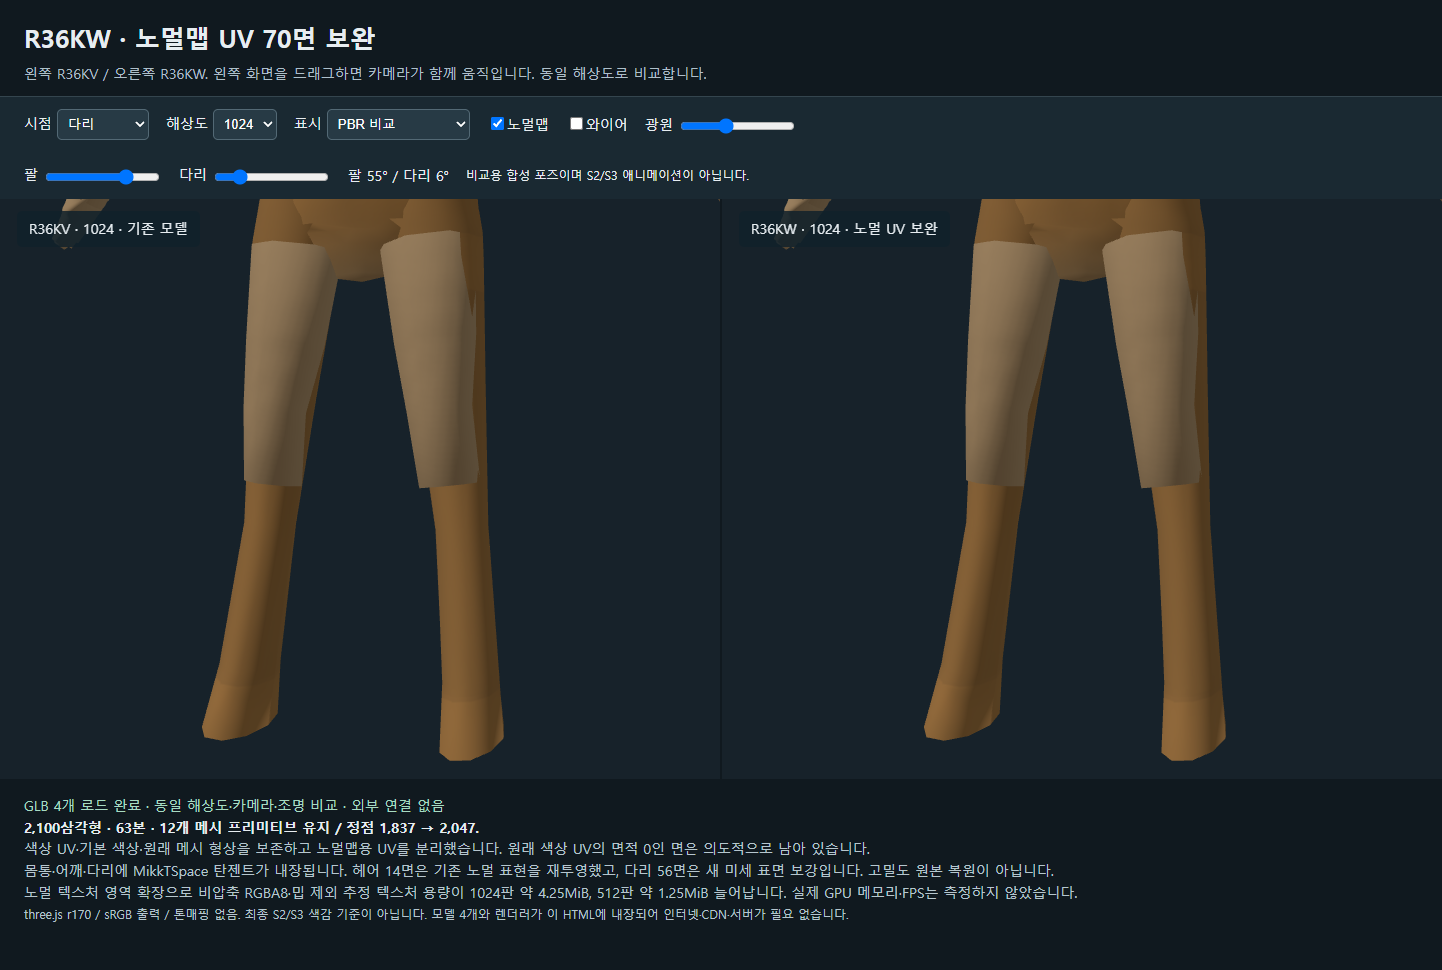 R36KW · 노멀맵 UV 70면 보완
왼쪽 R36KV / 오른쪽 R36KW. 왼쪽 화면을 드래그하면 카메라가 함께 움직입니다. 동일 해상도로 비교합니다.
시점 다리 해상도 1024 표시 PBR 비교 노멀맵 와이어 광원
팔 다리 팔 55° / 다리 6° 비교용 합성 포즈이며 S2/S3 애니메이션이 아닙니다.
R36KV · 1024 · 기존 모델
R36KW · 1024 · 노멀 UV 보완
GLB 4개 로드 완료 · 동일 해상도·카메라·조명 비교 · 외부 연결 없음
2,100삼각형 · 63본 · 12개 메시 프리미티브 유지 / 정점 1,837 → 2,047.
색상 UV·기본 색상·원래 메시 형상을 보존하고 노멀맵용 UV를 분리했습니다. 원래 색상 UV의 면적 0인 면은 의도적으로 남아 있습니다.
몸통·어깨·다리에 MikkTSpace 탄젠트가 내장됩니다. 헤어 14면은 기존 노멀 표현을 재투영했고, 다리 56면은 새 미세 표면 보강입니다. 고밀도 원본 복원이 아닙니다.
노멀 텍스처 영역 확장으로 비압축 RGBA8·밉 제외 추정 텍스처 용량이 1024판 약 4.25MiB, 512판 약 1.25MiB 늘어납니다. 실제 GPU 메모리·FPS는 측정하지 않았습니다.
three.js r170 / sRGB 출력 / 톤매핑 없음. 최종 S2/S3 색감 기준이 아닙니다. 모델 4개와 렌더러가 이 HTML에 내장되어 인터넷·CDN·서버가 필요 없습니다.